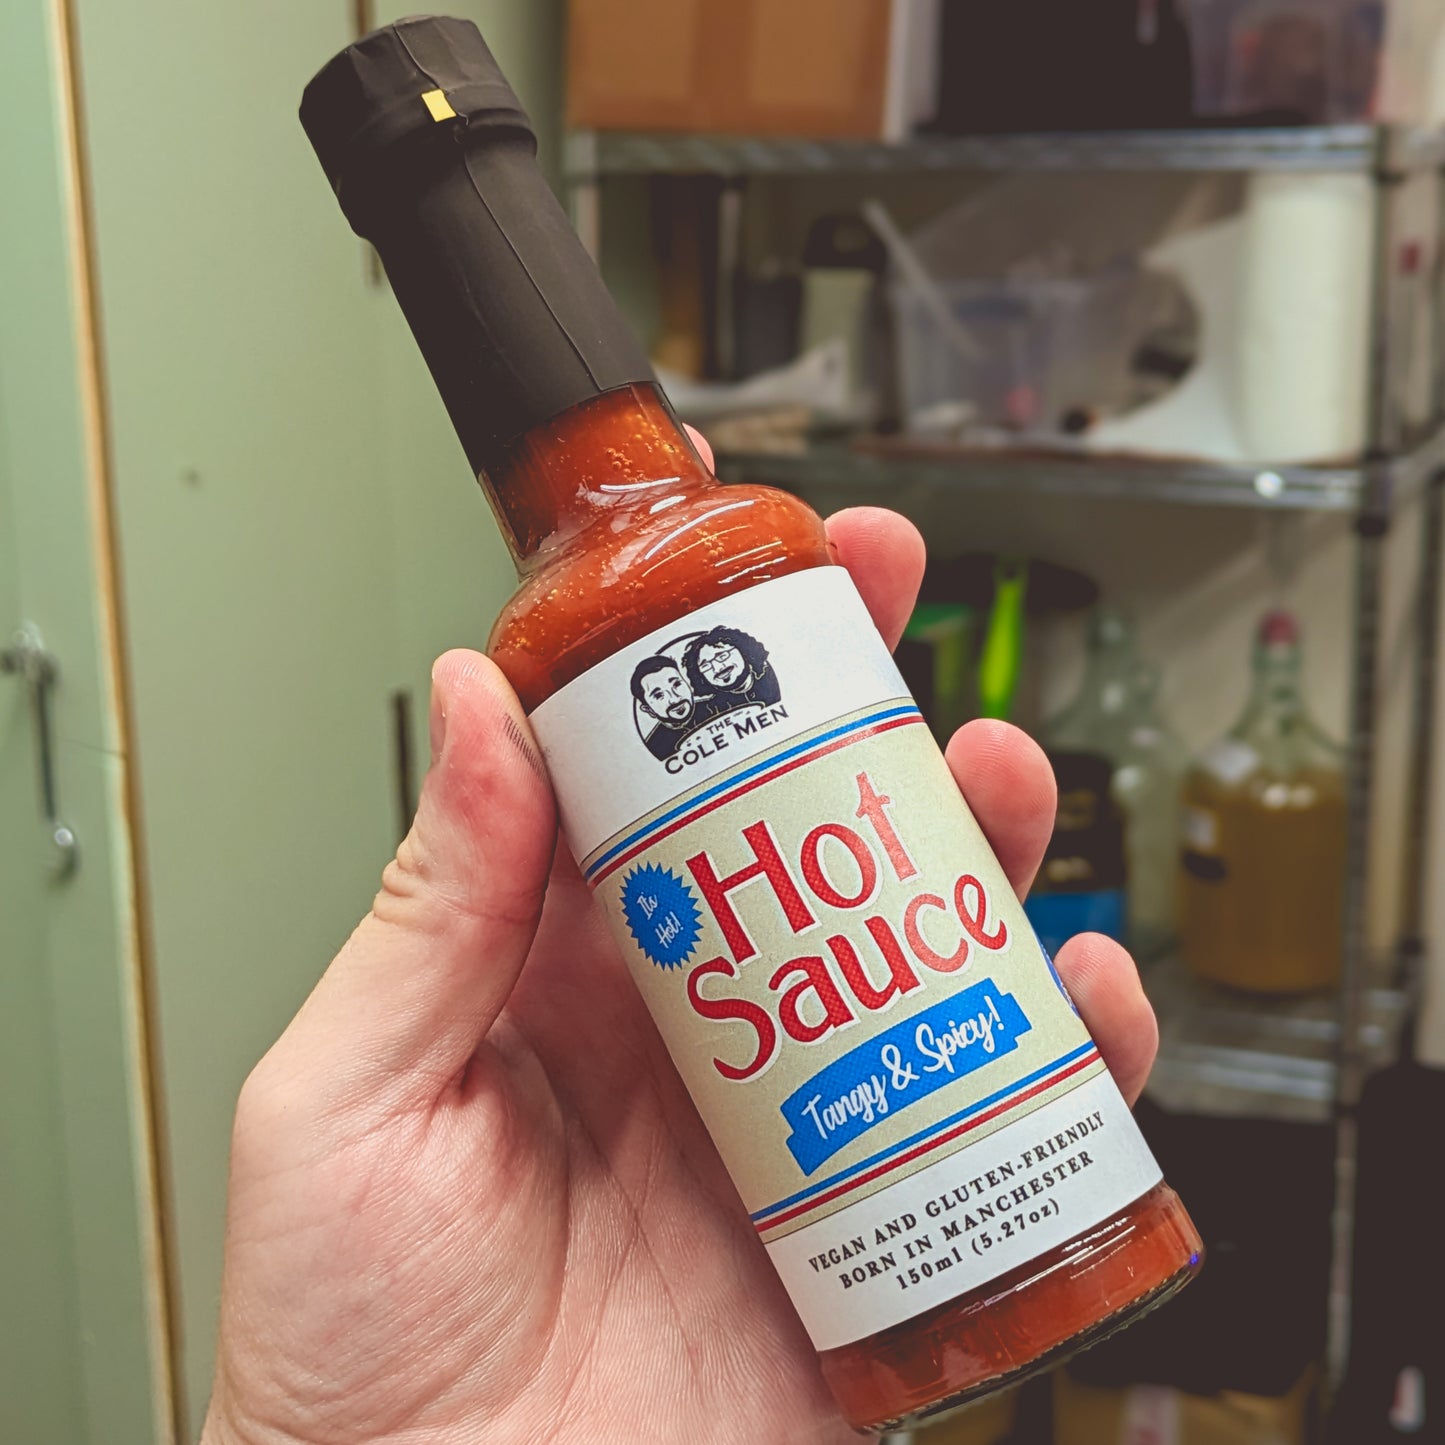 THE
COLE MEN
It's
Hot!
Hot
Sauce
Tangy & Spicy!
VEGAN AND GLUTEN-FRIENDLY
BORN IN MANCHESTER
150ml (5.27oz)